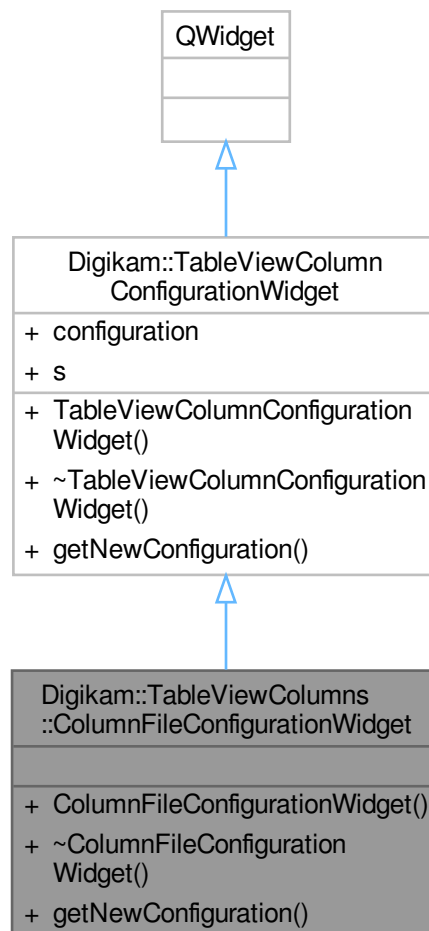 QWidget
Digikam::TableViewColumn
ConfigurationWidget
+ configuration
+ s
+ TableViewColumnConfiguration
Widget()
+ ~TableViewColumnConfiguration
Widget()
+ getNewConfiguration()
Digikam::TableViewColumns
::ColumnFileConfigurationWidget
+ ColumnFileConfigurationWidget()
+ ~ColumnFileConfiguration
Widget()
+ getNewConfiguration()